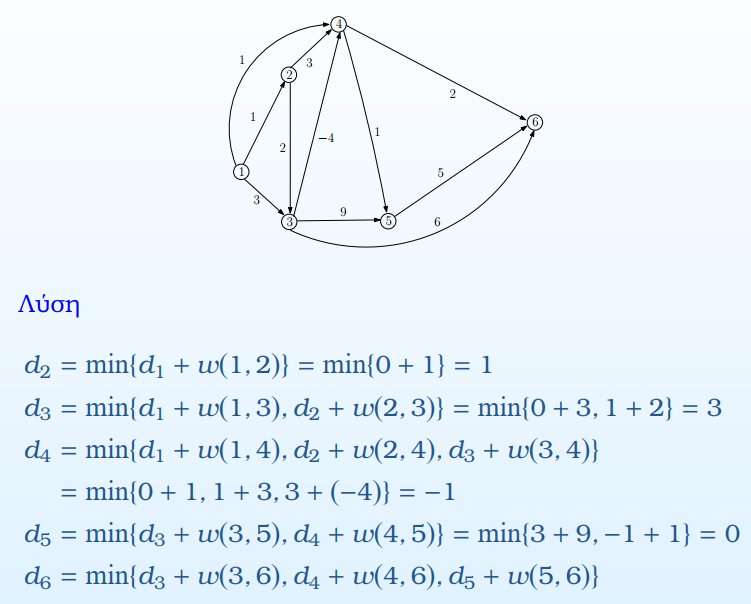 4
1
3
2
2
1
−4
1
6
2
1
5
3
9
3
5
6
Λύση
d₂ = min{d₁ + w(1, 2)} = min{0 + 1} = 1
d₃ = min{d₁ + w(1, 3), d₂ + w(2, 3)} = min{0 + 3, 1 + 2} = 3
d₄ = min{d₁ + w(1, 4), d₂ + w(2, 4), d₃ + w(3, 4)}
= min{0 + 1, 1 + 3, 3 + (−4)} = −1
d₅ = min{d₃ + w(3, 5), d₄ + w(4, 5)} = min{3 + 9, −1 + 1} = 0
d₆ = min{d₃ + w(3, 6), d₄ + w(4, 6), d₅ + w(5, 6)}